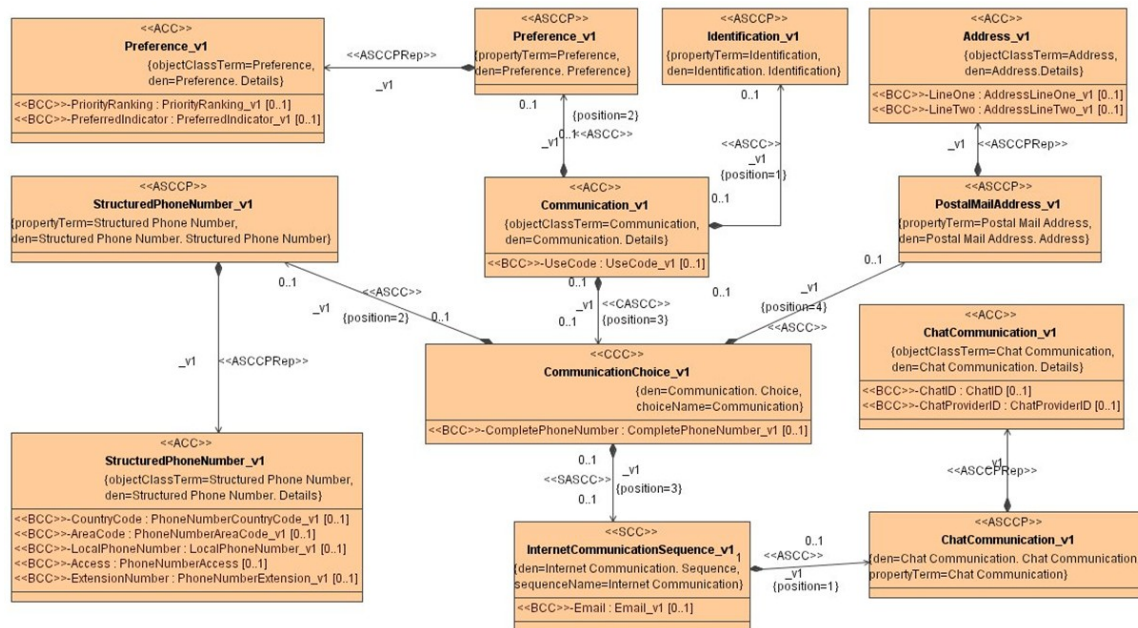 <<ACC>>
Preference_v1
{objectClassTerm=Preference,
den=Preference. Details}
<<BCC>>-PriorityRanking : PriorityRanking_v1 [0..1]
<<BCC>>-PreferredIndicator : PreferredIndicator_v1 [0..1]
<<ASCCPRep>>
_v1
<<ASCCP>>
Preference_v1
{propertyTerm=Preference,
den=Preference. Preference}
0..1
{position=2}
0..1
<<ASCC>>
_v1
<<ASCCP>>
Identification_v1
{propertyTerm=Identification,
den=Identification. Identification}
0..1
<<ASCC>>
_v1
{position=1}
0..1
<<ACC>>
Address_v1
{objectClassTerm=Address,
den=Address.Details}
<<BCC>>-LineOne : AddressLineOne_v1 [0..1]
<<BCC>>-LineTwo : AddressLineTwo_v1 [0..1]
_v1
<<ASCCPRep>>
<<ASCCP>>
StructuredPhoneNumber_v1
{propertyTerm=Structured Phone Number,
den=Structured Phone Number. Structured Phone Number}
<<ACC>>
Communication_v1
{objectClassTerm=Communication,
den=Communication. Details}
<<BCC>>-UseCode : UseCode_v1 [0..1]
<<ASCCP>>
PostalMailAddress_v1
{propertyTerm=Postal Mail Address,
den=Postal Mail Address. Address}
0..1
_v1
<<ASCC>>
{position=2}
0..1
0..1
_v1
<<CASCC>>
0..1
{position=3}
0..1
0..1
_v1
{position=4}
<<ASCC>>
_v1
<<ASCCPRep>>
<<CCC>>
CommunicationChoice_v1
{den=Communication. Choice,
choiceName=Communication}
<<BCC>>-CompletePhoneNumber : CompletePhoneNumber_v1 [0..1]
<<ACC>>
ChatCommunication_v1
{objectClassTerm=Chat Communication,
den=Chat Communication. Details}
<<BCC>>-ChatID : ChatID [0..1]
<<BCC>>-ChatProviderID : ChatProviderID [0..1]
<<ACC>>
StructuredPhoneNumber_v1
{objectClassTerm=Structured Phone Number,
den=Structured Phone Number. Details}
<<BCC>>-CountryCode : PhoneNumberCountryCode_v1 [0..1]
<<BCC>>-AreaCode : PhoneNumberAreaCode_v1 [0..1]
<<BCC>>-LocalPhoneNumber : LocalPhoneNumber_v1 [0..1]
<<BCC>>-Access : PhoneNumberAccess [0..1]
<<BCC>>-ExtensionNumber : PhoneNumberExtension_v1 [0..1]
0..1
_v1
<<SASCC>>
{position=3}
0..1
_v1
<<ASCCPRep>>
<<SCC>>
InternetCommunicationSequence_v1
{den=Internet Communication. Sequence,
sequenceName=Internet Communication}
<<BCC>>-Email : Email_v1 [0..1]
1
<<ASCC>>
0..1
_v1
{position=1}
<<ASCCP>>
ChatCommunication_v1
{den=Chat Communication. Chat Communication,
propertyTerm=Chat Communication}